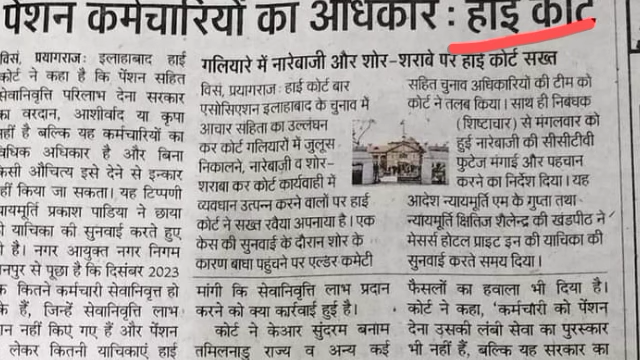 पेंशन कर्मचारियों का अधिकार : हाई कोर्ट
विसं, प्रयागराज: इलाहाबाद हाई
कोर्ट ने कहा है कि पेंशन सहित
सेवानिवृत्ति परिलाभ देना सरकार
का वरदान, आशीर्वाद या कृपा
नहीं है बल्कि यह कर्मचारियों का
अधिक अधिकार है और बिना
किसी औचित्य इसे देने से इन्कार
नहीं किया जा सकता। यह टिप्पणी
न्यायमूर्ति प्रकाश पाडिया ने छाया
की याचिका की सुनवाई करते हुए
की है। नगर आयुक्त नगर निगम
कानपुर से पूछा है कि दिसंबर 2023
कितने कर्मचारी सेवानिवृत्त हो
के हैं, जिन्हें सेवानिवृत्ति लाभ
नहीं किएं गएं हैं और पेंशन
लेकर कितनी याचिकाएं हाई
गलियारे में नारेबाजी और शोर-शराबे पर हाई कोर्ट सख्त
विसं, प्रयागराज: हाई कोर्ट बार
एसोसिएशन इलाहाबाद के चुनाव में
आचार सहिता का उल्लंघन
कर कोर्ट गलियारों में जुलूस
निकालने, नारेबाज़ी व शोर-
शराबा कर कोर्ट कार्यवाही में
व्यवधान उत्पन्न करने वालों पर हाई
कोर्ट ने सख्त रवैया अपनाया है। एक
केस की सुनवाई के दौरान शोर के
कारण बाधा पहुंचने पर एल्डर कमेटी
सहित चुनाव अधिकारियों की टीम को
कोर्ट ने तलब किया। साथ ही निबंधक
(शिष्टाचार) से मंगलवार को
हुई नारेबाजी की सीसीटीवी
फुटेज मंगाई और पहचान
करने का निर्देश दिया। यह
आदेश न्यायमूर्ति एम के गुप्ता तथा
न्यायमूर्ति क्षितिज शैलेन्द्र की खंडपीठ ने
मेसर्स होटल प्राइट इन की याचिका की
सुनवाई करते समय दिया।
मांगी कि सेवानिवृत्ति लाभ प्रदान
करने को क्या कार्रवाई हुई है।
कोर्ट ने केआर सुंदरम बनाम
तमिलनाडु राज्य व अन्य कई
फैसलों का हवाला भी दिया है।
कोर्ट ने कहा, 'कर्मचारी को पेंशन
देना उसकी लंबी सेवा का पुरस्कार
भी नहीं है, बल्कि यह सरकार का